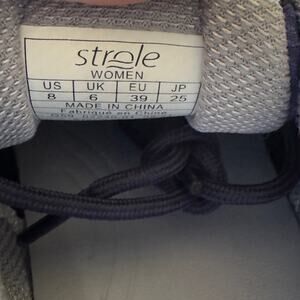 strole
WOMEN
US UK EU JP
8 6 39 25
MADE IN CHINA
Fabriqué en Chine